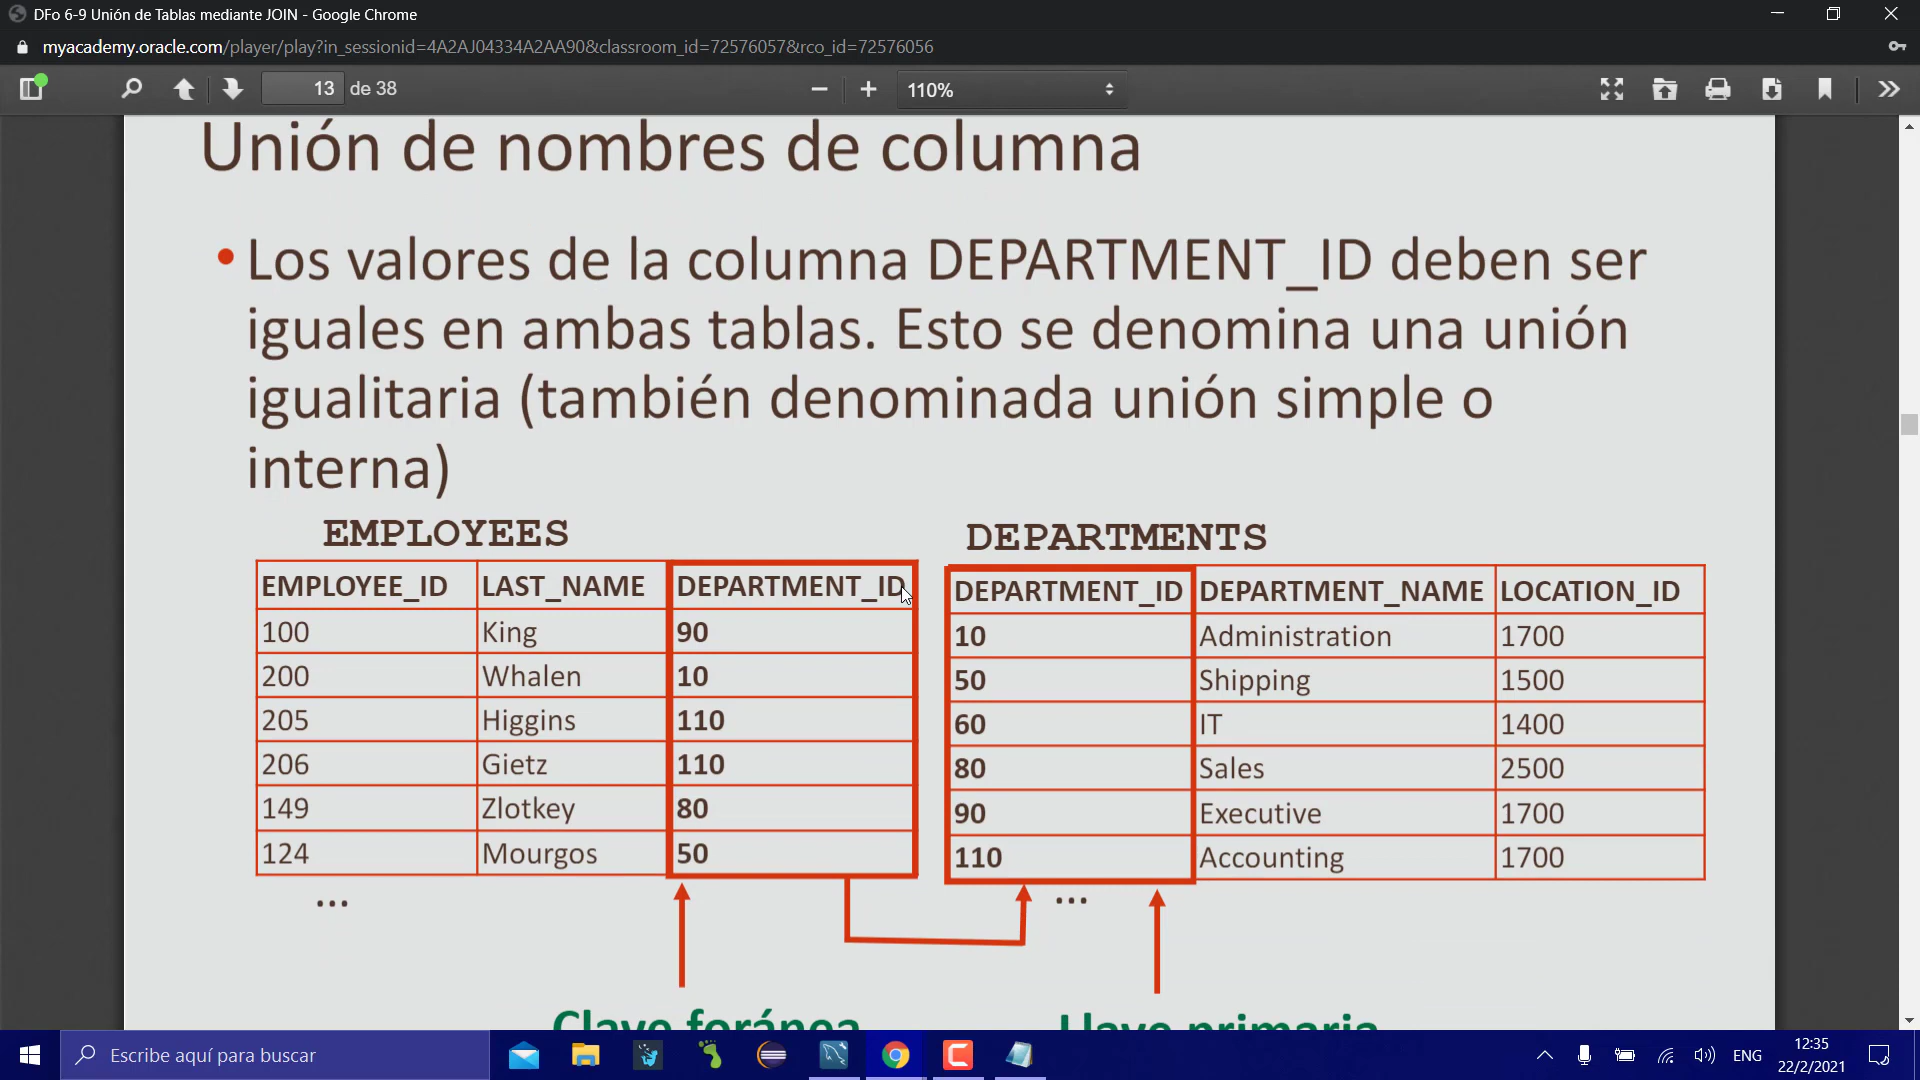 DFo 6-9 Unión de Tablas mediante JOIN - Google Chrome
myacademy.oracle.com/player/play?in_sessionid=4A2AJ04334A2AA90&classroom_id=72576057&rco_id=72576056
13 de 38
110%
Unión de nombres de columna
• Los valores de la columna DEPARTMENT_ID deben ser
iguales en ambas tablas. Esto se denomina una unión
igualitaria (también denominada unión simple o
interna)
EMPLOYEES
EMPLOYEE_ID LAST_NAME DEPARTMENT_ID
100 King 90
200 Whalen 10
205 Higgins 110
206 Gietz 110
149 Zlotkey 80
124 Mourgos 50
...
DEPARTMENTS
DEPARTMENT_ID DEPARTMENT_NAME LOCATION_ID
10 Administration 1700
50 Shipping 1500
60 IT 1400
80 Sales 2500
90 Executive 1700
110 Accounting 1700
...
Clave foránea
Llave primaria
Escribe aquí para buscar
ENG
12:35
22/2/2021